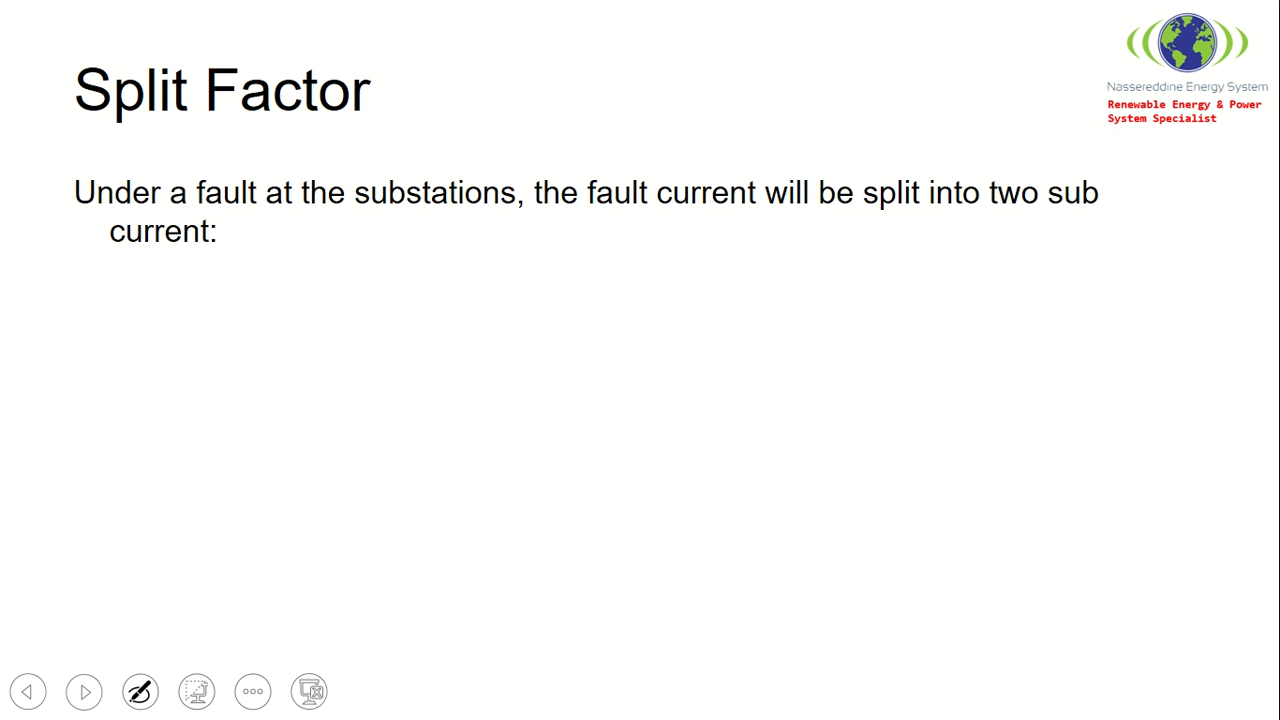 Split Factor
Nassereddine Energy System
Renewable Energy & Power
System Specialist
Under a fault at the substations, the fault current will be split into two sub
current: